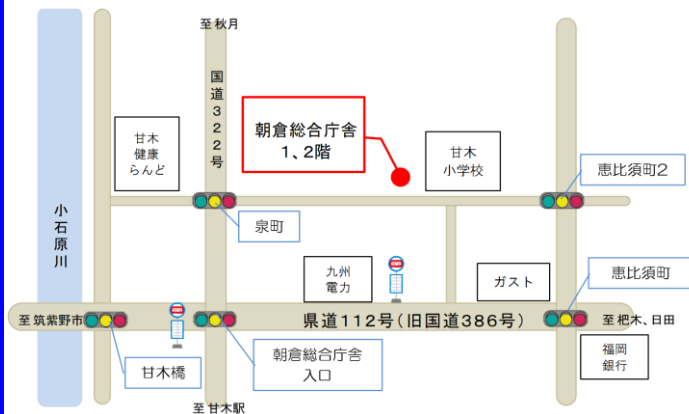 至秋月
国道322号
甘木
健康
らんど
朝倉総合庁舎
1、2階
甘木
小学校
恵比須町2
小石原川
泉町
九州
電力
ガスト
恵比須町
至筑紫野市
県道112号(旧国道386号)
至杷木、日田
甘木橋
朝倉総合庁舎
入口
福岡
銀行
至甘木駅